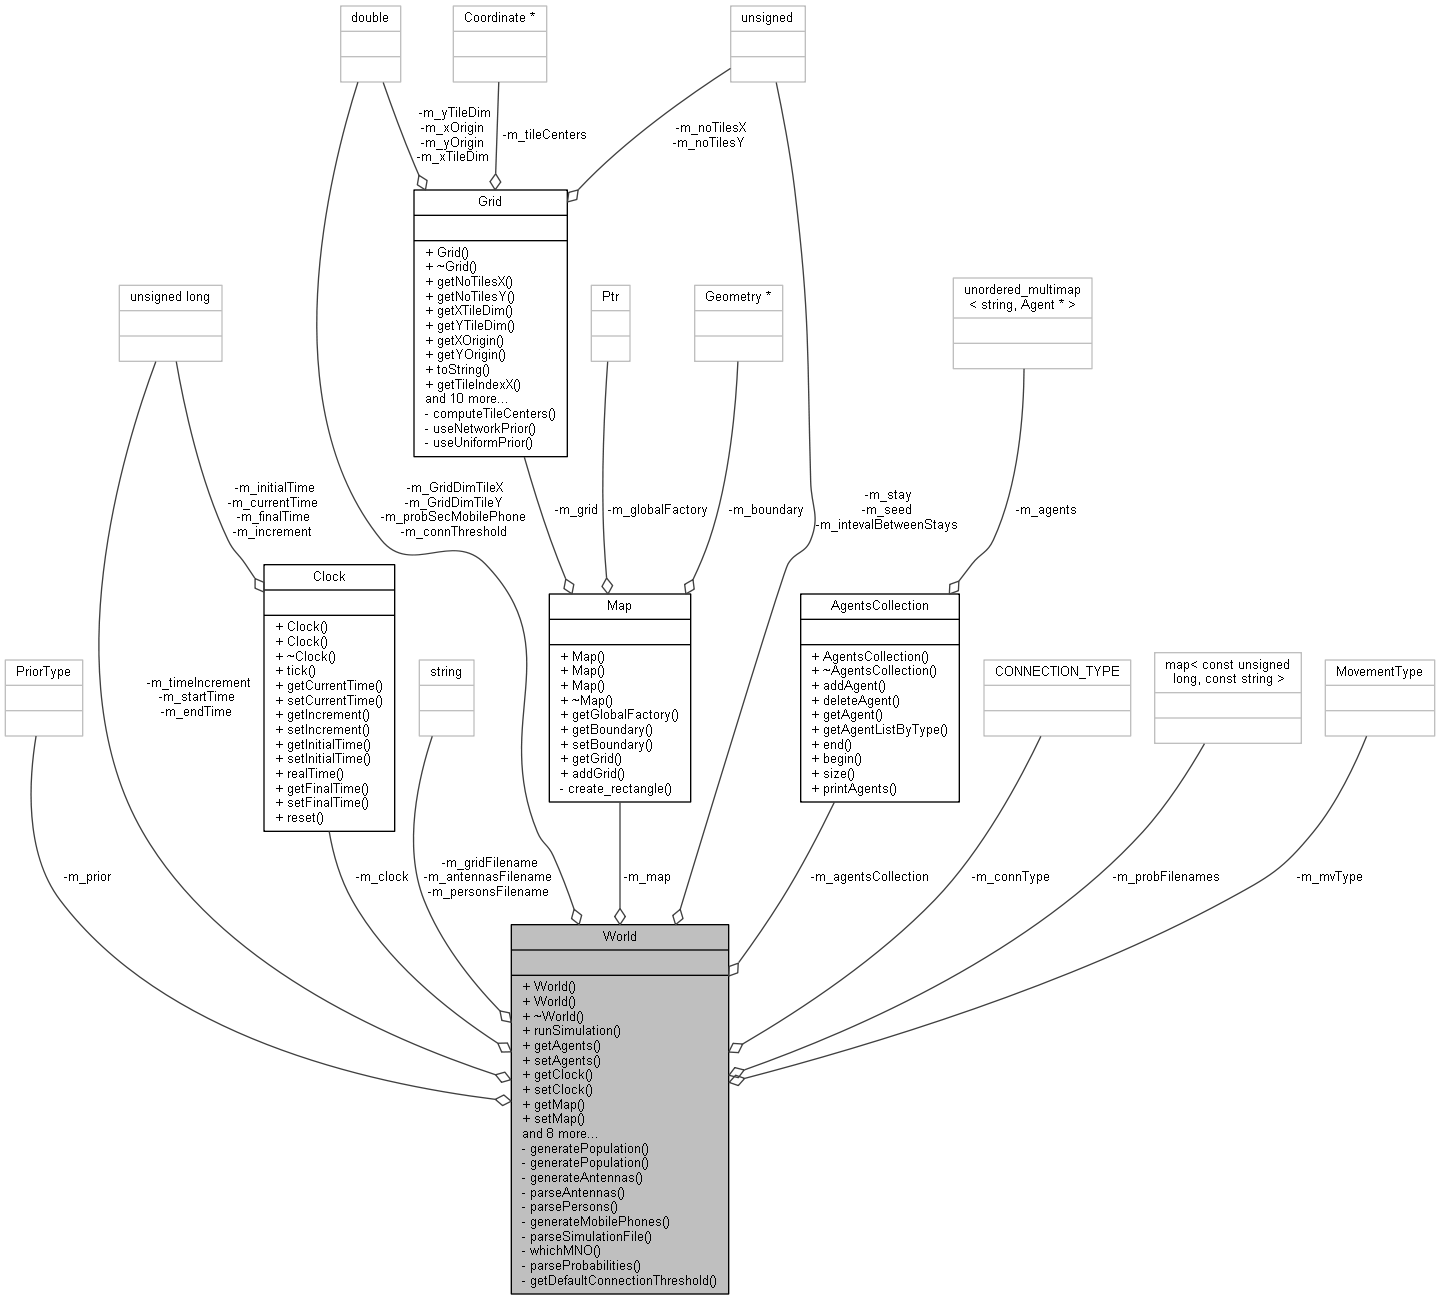 double
Coordinate *
unsigned
-m_yTileDim
-m_xOrigin
-m_yOrigin
-m_xTileDim
-m_tileCenters
-m_noTilesX
-m_noTilesY
Grid
+ Grid()
+ ~Grid()
+ getNoTilesX()
+ getNoTilesY()
+ getXTileDim()
+ getYTileDim()
+ getXOrigin()
+ getYOrigin()
+ toString()
+ getTileIndexX()
and 10 more...
- computeTileCenters()
- useNetworkPrior()
- useUniformPrior()
unsigned long
Ptr
Geometry *
unordered_multimap
< string, Agent * >
-m_initialTime
-m_currentTime
-m_finalTime
-m_increment
-m_GridDimTileX
-m_GridDimTileY
-m_probSecMobilePhone
-m_connThreshold
-m_grid
-m_globalFactory
-m_boundary
-m_stay
-m_seed
-m_intevalBetweenStays
-m_agents
Clock
+ Clock()
+ Clock()
+ ~Clock()
+ tick()
+ getCurrentTime()
+ setCurrentTime()
+ getIncrement()
+ setIncrement()
+ getInitialTime()
+ setInitialTime()
+ realTime()
+ getFinalTime()
+ setFinalTime()
+ reset()
Map
+ Map()
+ Map()
+ Map()
+ ~Map()
+ getGlobalFactory()
+ getBoundary()
+ setBoundary()
+ getGrid()
+ addGrid()
- create_rectangle()
AgentsCollection
+ AgentsCollection()
+ ~AgentsCollection()
+ addAgent()
+ deleteAgent()
+ getAgent()
+ getAgentListByType()
+ end()
+ begin()
+ size()
+ printAgents()
PriorType
-m_timeIncrement
-m_startTime
-m_endTime
string
CONNECTION_TYPE
map< const unsigned
long, const string >
MovementType
-m_prior
-m_clock
-m_gridFilename
-m_antennasFilename
-m_personsFilename
-m_map
-m_agentsCollection
-m_connType
-m_probFilenames
-m_mvType
World
+ World()
+ World()
+ ~World()
+ runSimulation()
+ getAgents()
+ setAgents()
+ getClock()
+ setClock()
+ getMap()
+ setMap()
and 8 more...
- generatePopulation()
- generatePopulation()
- generateAntennas()
- parseAntennas()
- parsePersons()
- generateMobilePhones()
- parseSimulationFile()
- whichMNO()
- parseProbabilities()
- getDefaultConnectionThreshold()